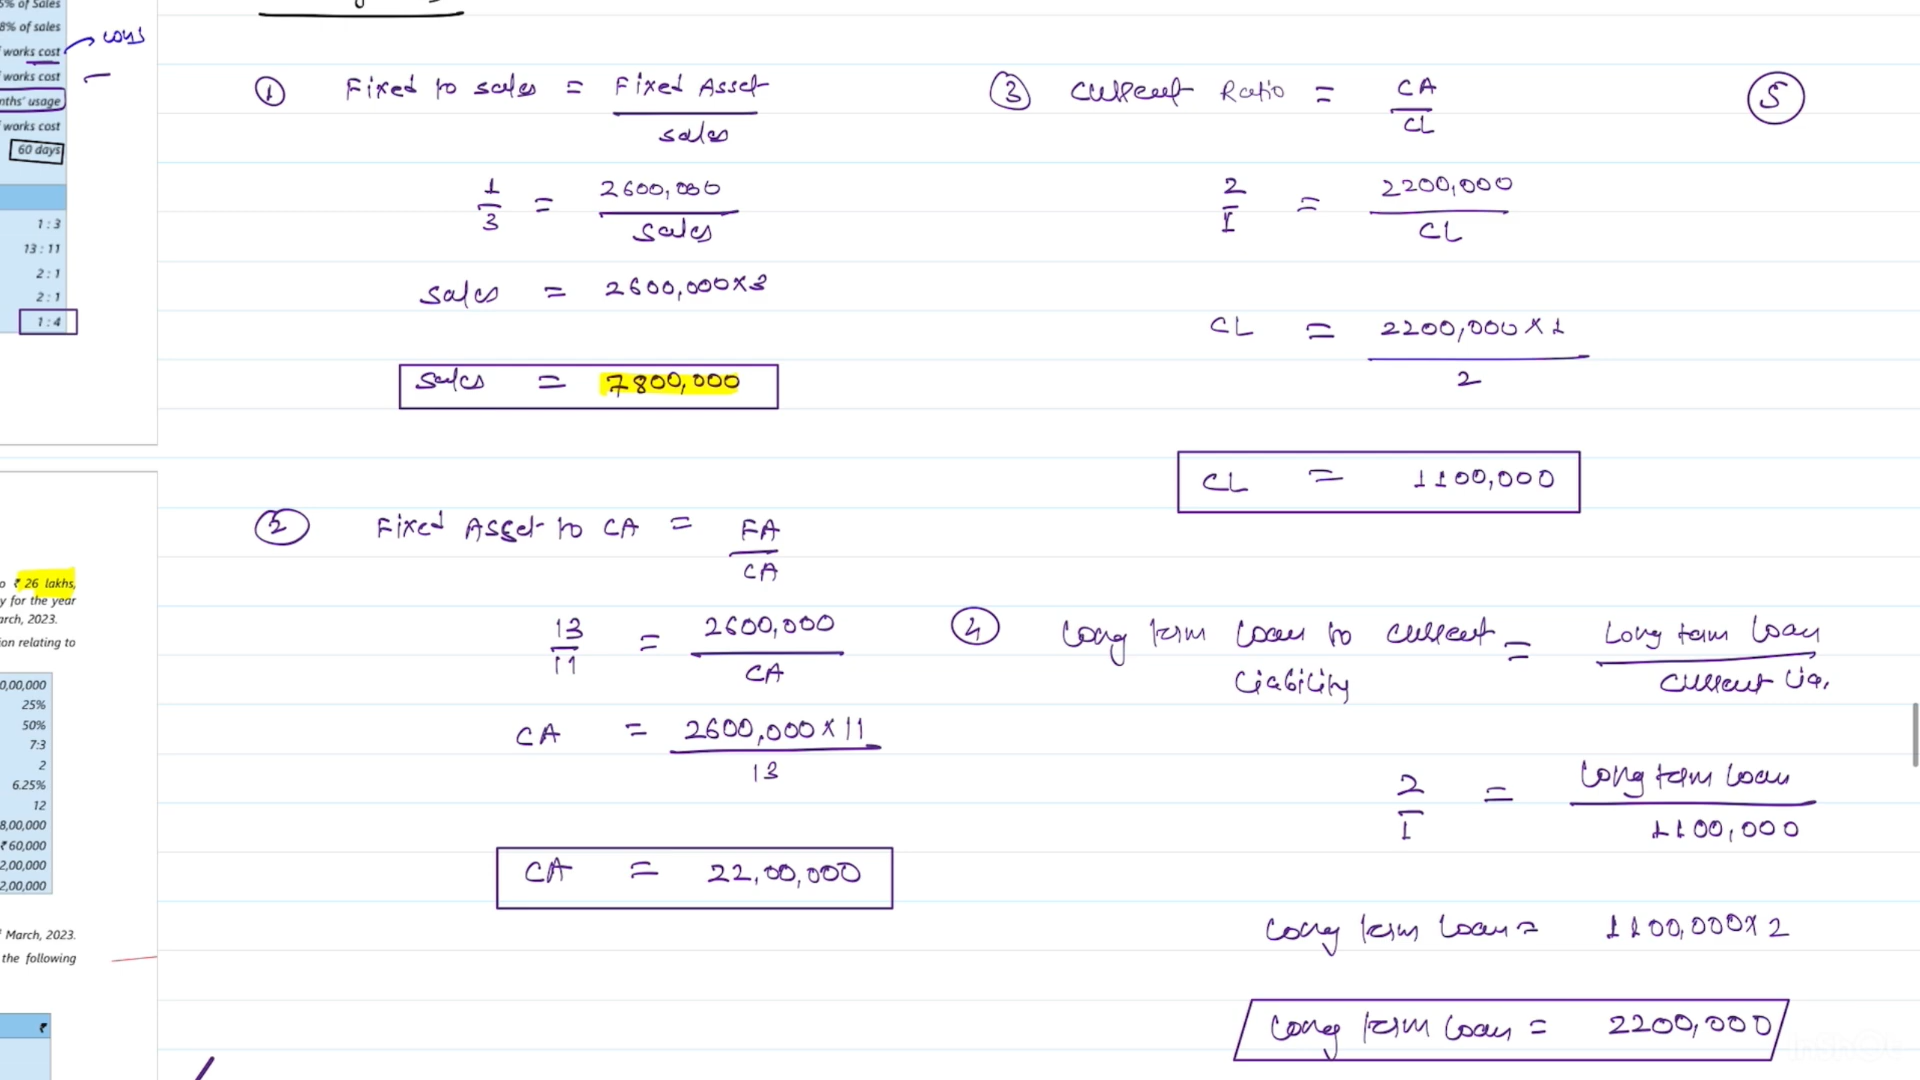 5% of Sales
8% of sales
works cost
works cost
nths' usage
works cost
60 days
1 : 3
13 : 11
2 : 1
2 : 1
1 : 4
o ₹ 26 lakhs,
y for the year
arch, 2023.
ion relating to
0,00,000
25%
50%
7:3
2
6.25%
12
8,00,000
₹ 60,000
2,00,000
2,00,000
March, 2023.
the following
₹
① Fixed to sales = Fixed Asset
sales
1/3 = 2600,000
sales
sales = 2600,000×3
sales = 7800,000
② Fixed Asset to CA = FA
CA
13/11 = 2600,000
CA
CA = 2600,000×11
13
CA = 22,00,000
③ Current Ratio = CA
CL
2/1 = 2200,000
CL
CL = 2200,000×1
2
CL = 1100,000
④ Long term Loan to current = Long term Loan
Liability current Lia.
2/1 = Long term Loan
1100,000
Long term Loan = 1100,000×2
Long term Loan = 2200,000
⑤